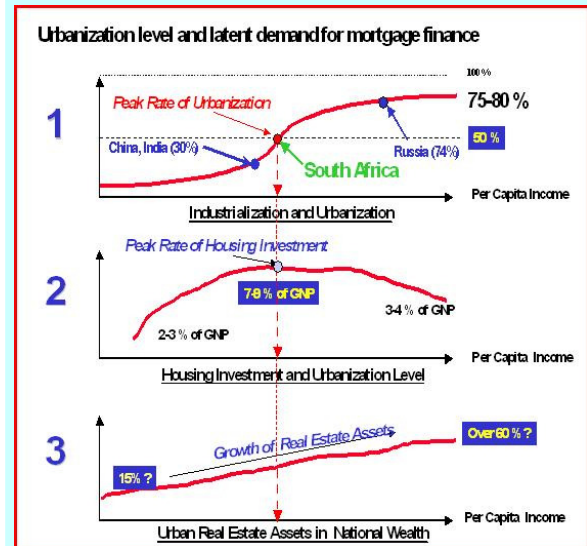 Urbanization level and latent demand for mortgage finance
100 %
75-80 %
1
Peak Rate of Urbanization
50 %
China, India (30%)
Russia (74%)
South Africa
Per Capita Income
Industrialization and Urbanization
Peak Rate of Housing Investment
2
7-8 % of GNP
3-4 % of GNP
2-3 % of GNP
Per Capita Income
Housing Investment and Urbanization Level
3
Growth of Real Estate Assets
Over 60% ?
15% ?
Per Capita Income
Urban Real Estate Assets in National Wealth